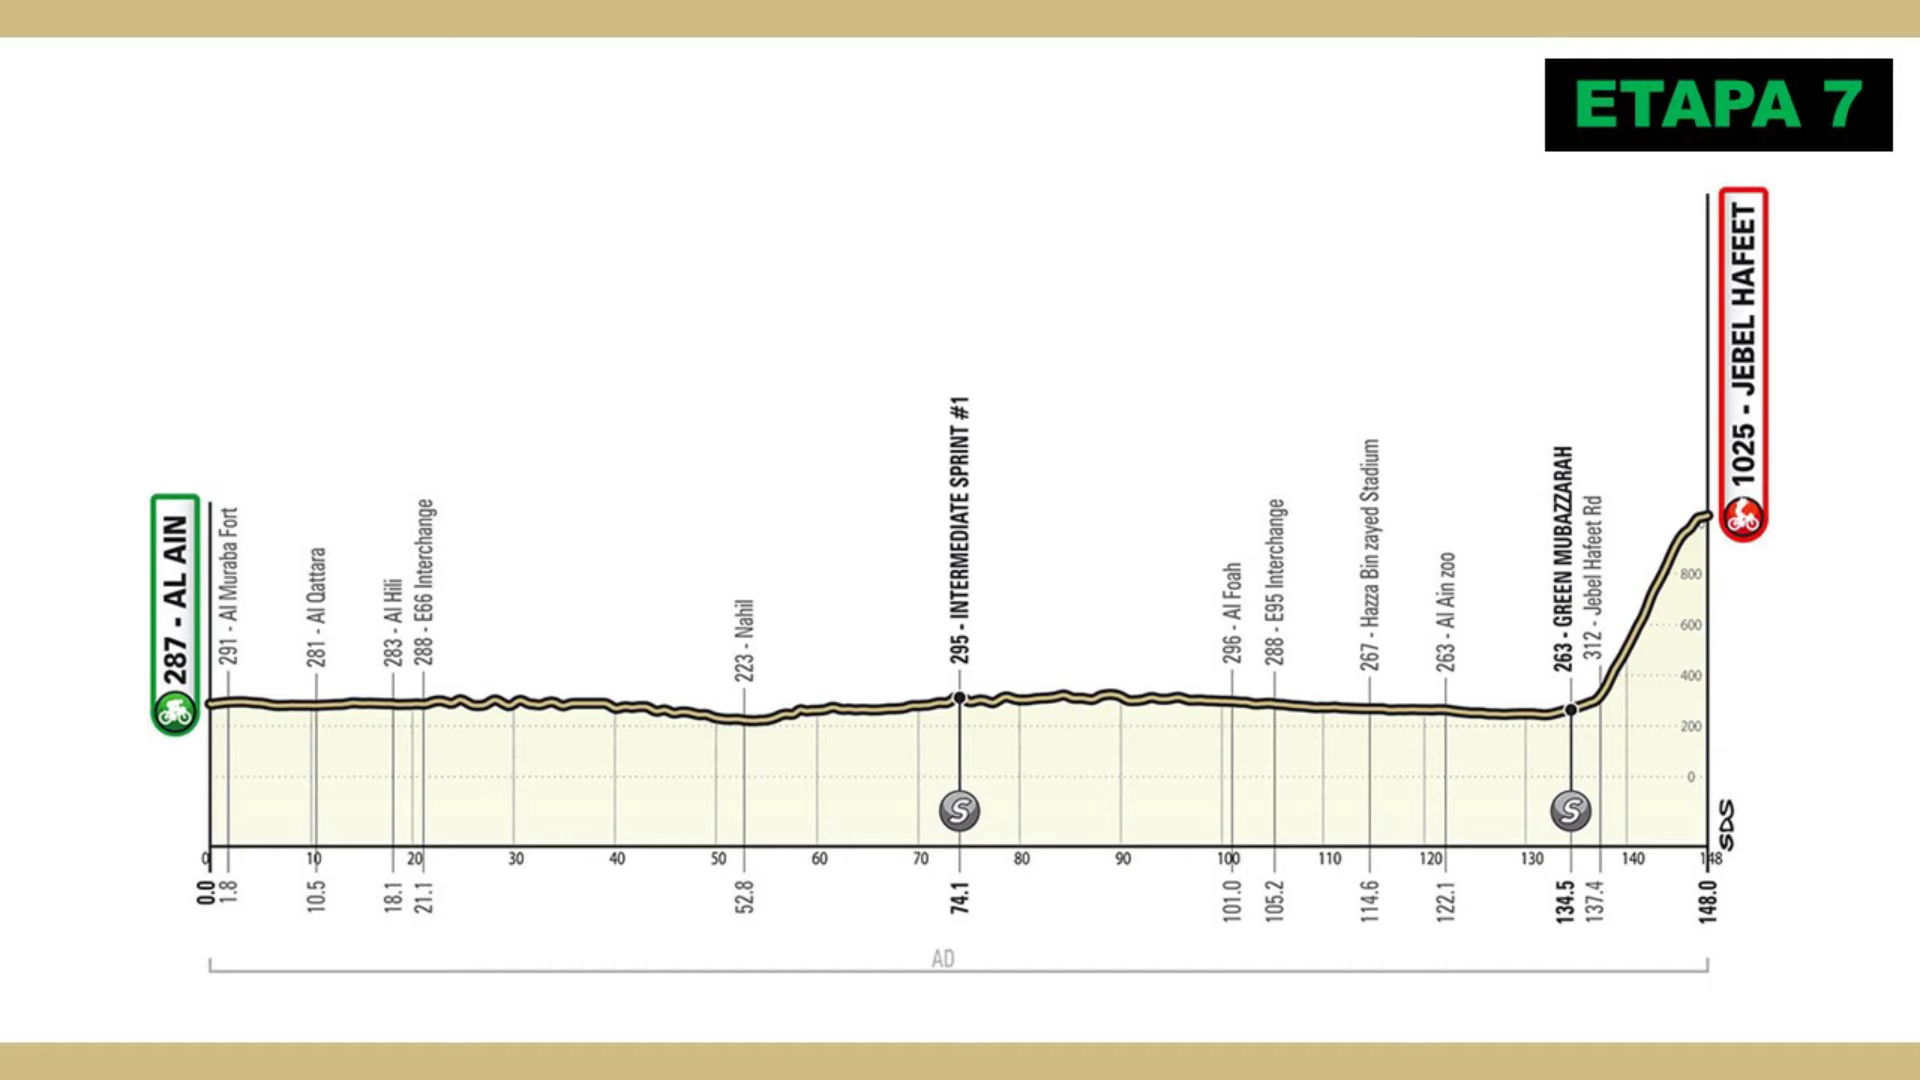 ETAPA 7
287 - AL AIN
291 - Al Muraba Fort
281 - Al Qattara
283 - Al Hili
288 - E66 Interchange
223 - Nahil
295 - INTERMEDIATE SPRINT #1
296 - Al Foah
288 - E95 Interchange
267 - Hazza Bin zayed Stadium
263 - Al Ain zoo
263 - GREEN MUBAZZARAH
312 - Jebel Hafeet Rd
1025 - JEBEL HAFEET
800
600
400
200
0
S
S
SDS
0 10 20 30 40 50 60 70 80 90 100 110 120 130 140 148
0.0 1.8 10.5 18.1 21.1 52.8 74.1 101.0 105.2 114.6 122.1 134.5 137.4 148.0
AD